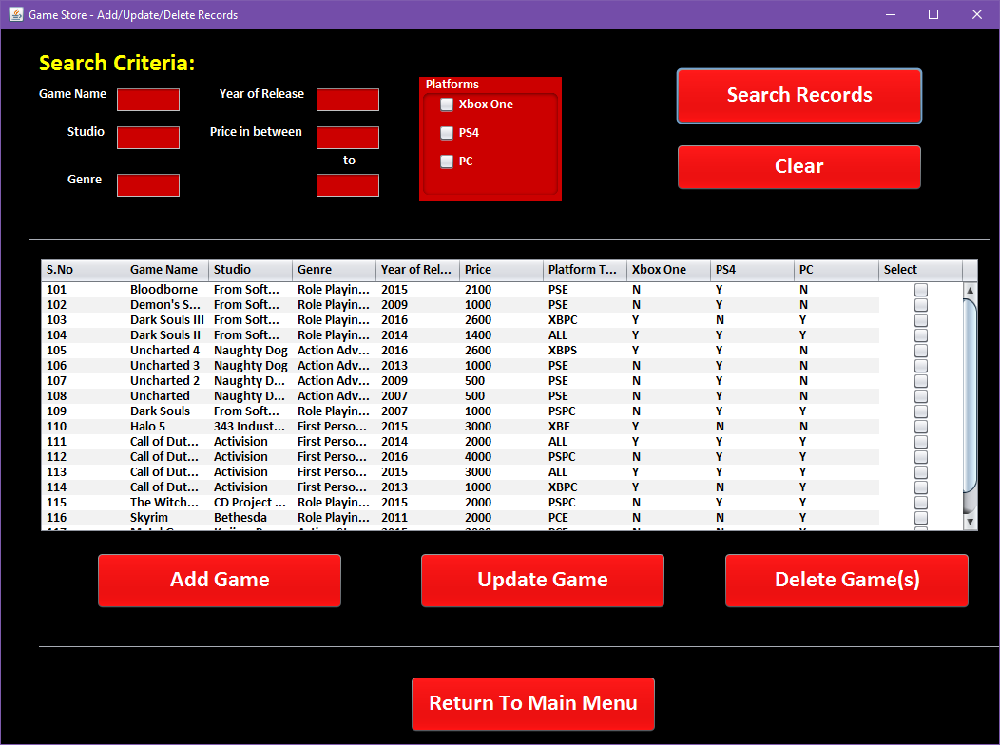 Game Store - Add/Update/Delete Records
Search Criteria:
Game Name Year of Release Platforms
Xbox One
Search Records
Studio Price in between PS4
to PC
Clear
Genre
S.No Game Name Studio Genre Year of Rel... Price Platform T... Xbox One PS4 PC Select
101 Bloodborne From Soft... Role Playin... 2015 2100 PSE N Y N
102 Demon's S... From Soft... Role Playin... 2009 1000 PSE N Y N
103 Dark Souls III From Soft... Role Playin... 2016 2600 XBPC Y N Y
104 Dark Souls II From Soft... Role Playin... 2014 1400 ALL Y Y Y
105 Uncharted 4 Naughty Dog Action Adv... 2016 2600 XBPS Y Y N
106 Uncharted 3 Naughty Dog Action Adv... 2013 1000 PSE N Y N
107 Uncharted 2 Naughty D... Action Adv... 2009 500 PSE N Y N
108 Uncharted Naughty D... Action Adv... 2007 500 PSE N Y N
109 Dark Souls From Soft... Role Playin... 2007 1000 PSPC N Y Y
110 Halo 5 343 Indust... First Perso... 2015 3000 XBE Y N N
111 Call of Dut... Activision First Perso... 2014 2000 ALL Y Y Y
112 Call of Dut... Activision First Perso... 2016 4000 PSPC N Y Y
113 Call of Dut... Activision First Perso... 2015 3000 ALL Y Y Y
114 Call of Dut... Activision First Perso... 2013 1000 XBPC Y N Y
115 The Witch... CD Project ... Role Playin... 2015 2000 PSPC N Y Y
116 Skyrim Bethesda Role Playin... 2011 2000 PCE N N Y
Add Game Update Game Delete Game(s)
Return To Main Menu